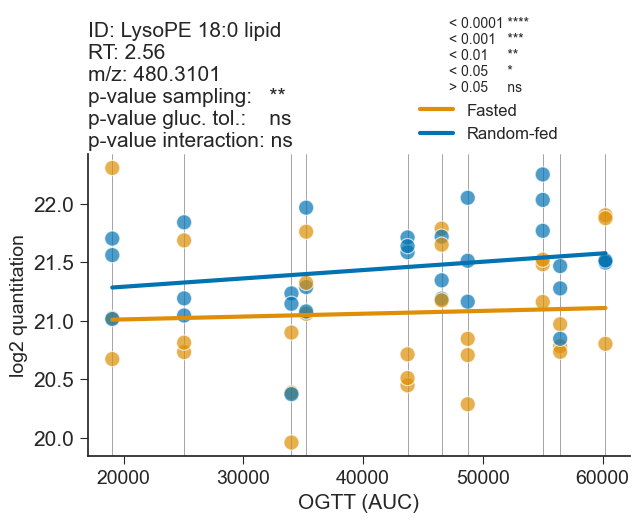 ID: LysoPE 18:0 lipid
RT: 2.56
m/z: 480.3101
p-value sampling: **
p-value gluc. tol.: ns
p-value interaction: ns
< 0.0001 ****
< 0.001 ***
< 0.01 **
< 0.05 *
> 0.05 ns
Fasted
Random-fed
log2 quantitation
22.0
21.5
21.0
20.5
20.0
20000 30000 40000 50000 60000
OGTT (AUC)